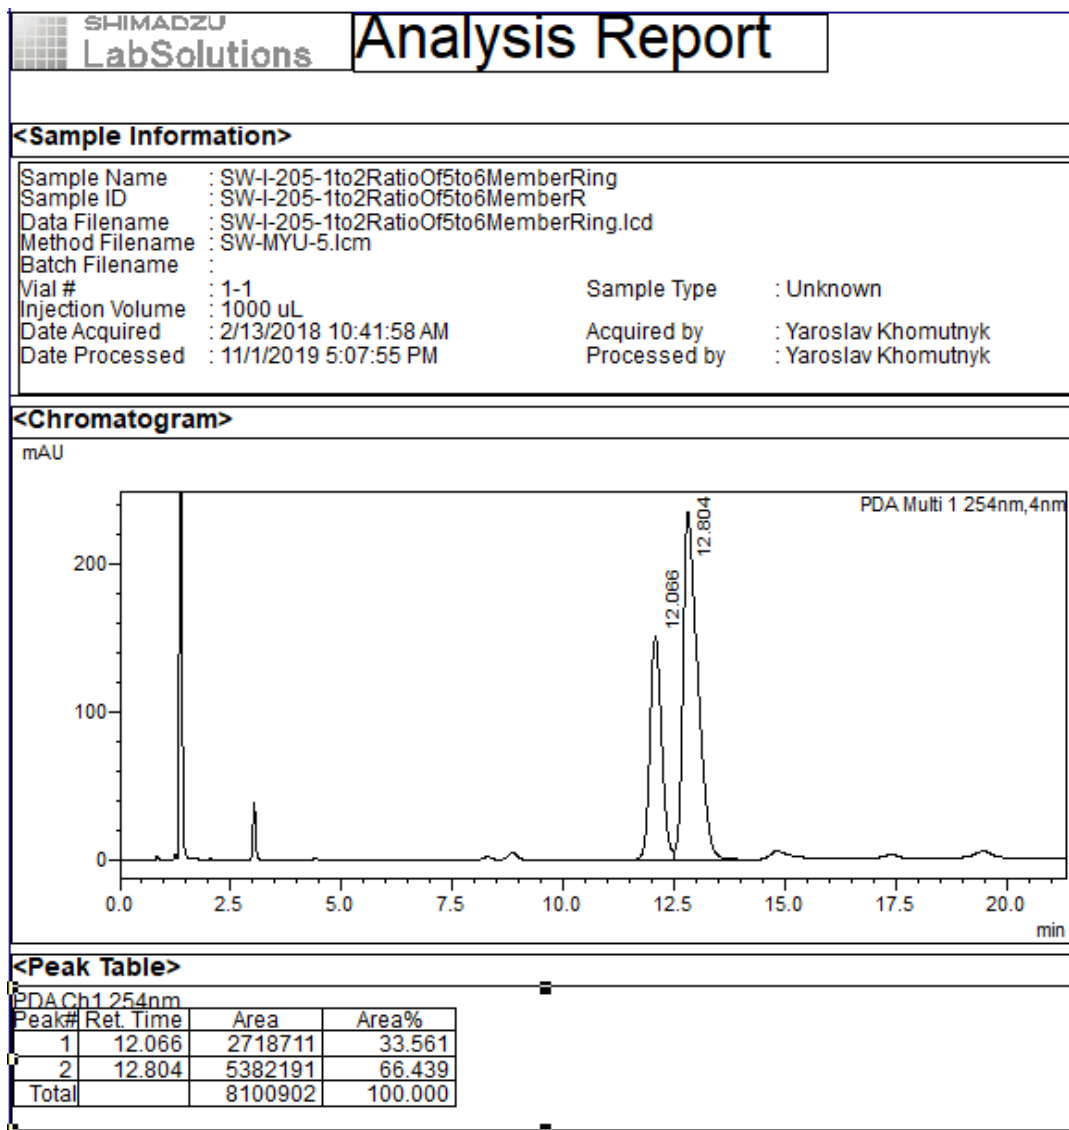 SHIMADZU
LabSolutions
Analysis Report
<Sample Information>
Sample Name : SW-I-205-1to2RatioOf5to6MemberRing
Sample ID : SW-I-205-1to2RatioOf5to6MemberR
Data Filename : SW-I-205-1to2RatioOf5to6MemberRing.lcd
Method Filename : SW-MYU-5.lcm
Batch Filename :
Vial # : 1-1 Sample Type : Unknown
Injection Volume : 1000 uL
Date Acquired : 2/13/2018 10:41:58 AM Acquired by : Yaroslav Khomutnyk
Date Processed : 11/1/2019 5:07:55 PM Processed by : Yaroslav Khomutnyk
<Chromatogram>
mAU
PDA Multi 1 254nm,4nm
12.804
12.066
200
100
0
0.0 2.5 5.0 7.5 10.0 12.5 15.0 17.5 20.0
min
<Peak Table>
PDA Ch1 254nm
Peak# Ret. Time Area Area%
1 12.066 2718711 33.561
2 12.804 5382191 66.439
Total 8100902 100.000